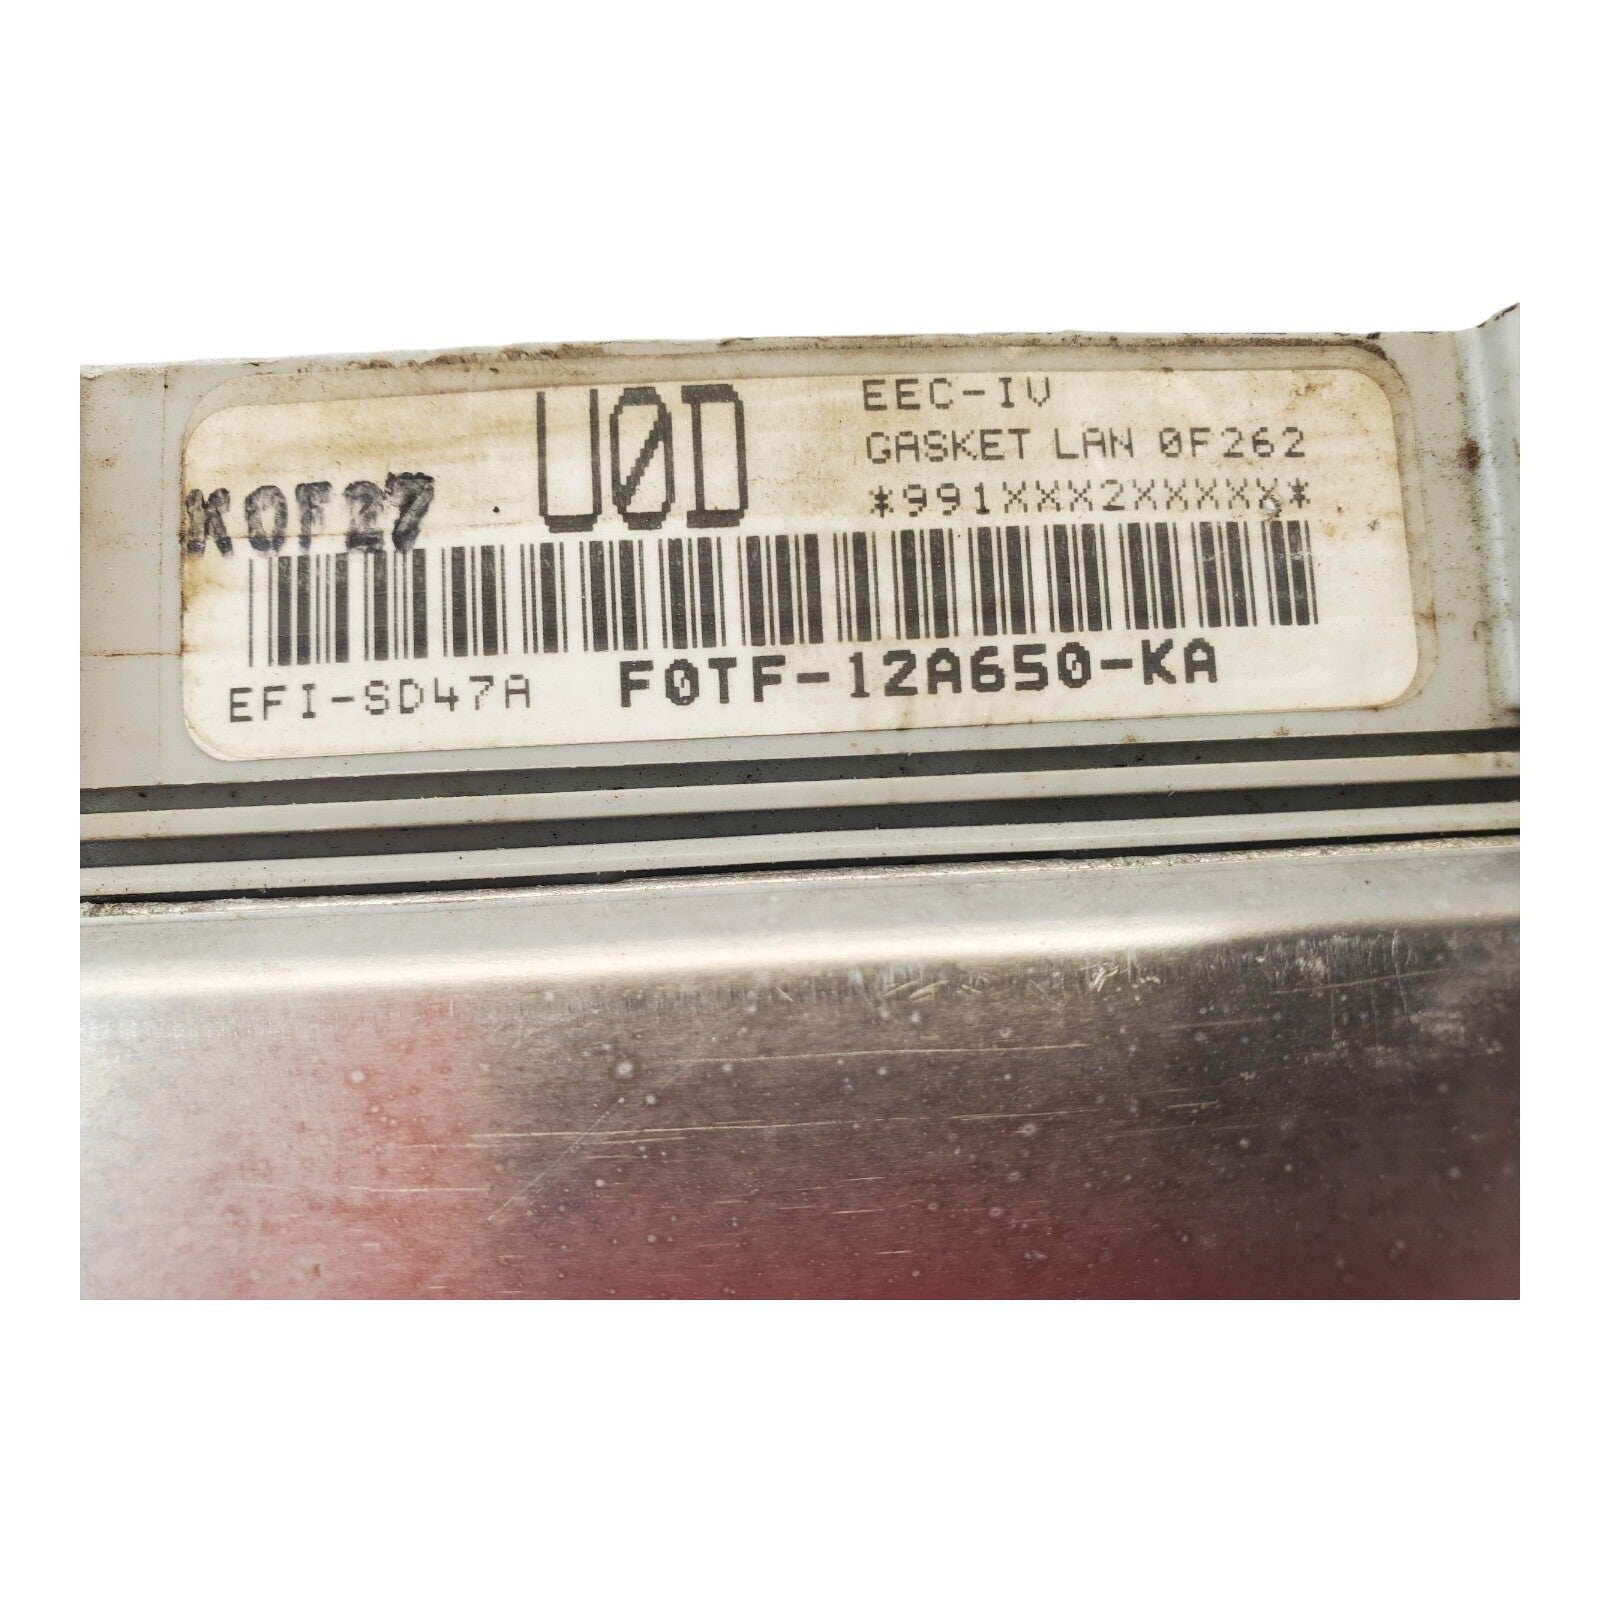 U0D
EEC-IV
GASKET LAN 0F262
*991XXX2XXXXX*
K0F27
EFI-SD47A
F0TF-12A650-KA